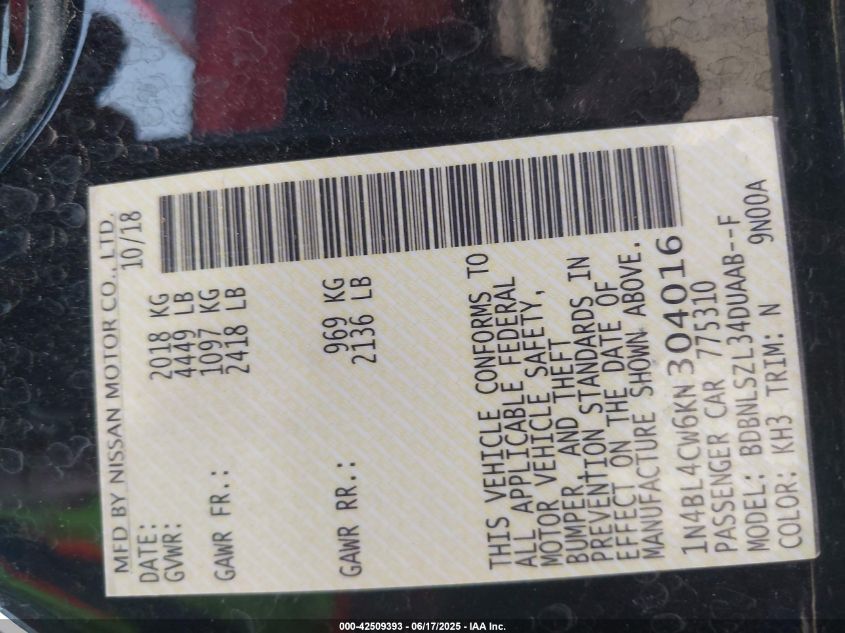 MFD BY NISSAN MOTOR CO., LTD.
DATE: 10/18
GVWR: 2018 KG
4449 LB
GAWR FR.: 1097 KG
2418 LB
GAWR RR.: 969 KG
2136 LB
THIS VEHICLE CONFORMS TO
ALL APPLICABLE FEDERAL
MOTOR VEHICLE SAFETY,
BUMPER, AND THEFT
PREVENTION STANDARDS IN
EFFECT ON THE DATE OF
MANUFACTURE SHOWN ABOVE.
1N4BL4CW6KN304016
PASSENGER CAR 775310
MODEL: BDBNLSZL34DUAAB--F
COLOR: KH3 TRIM: N 9N00A
000-42509393 - 06/17/2025 - IAA Inc.